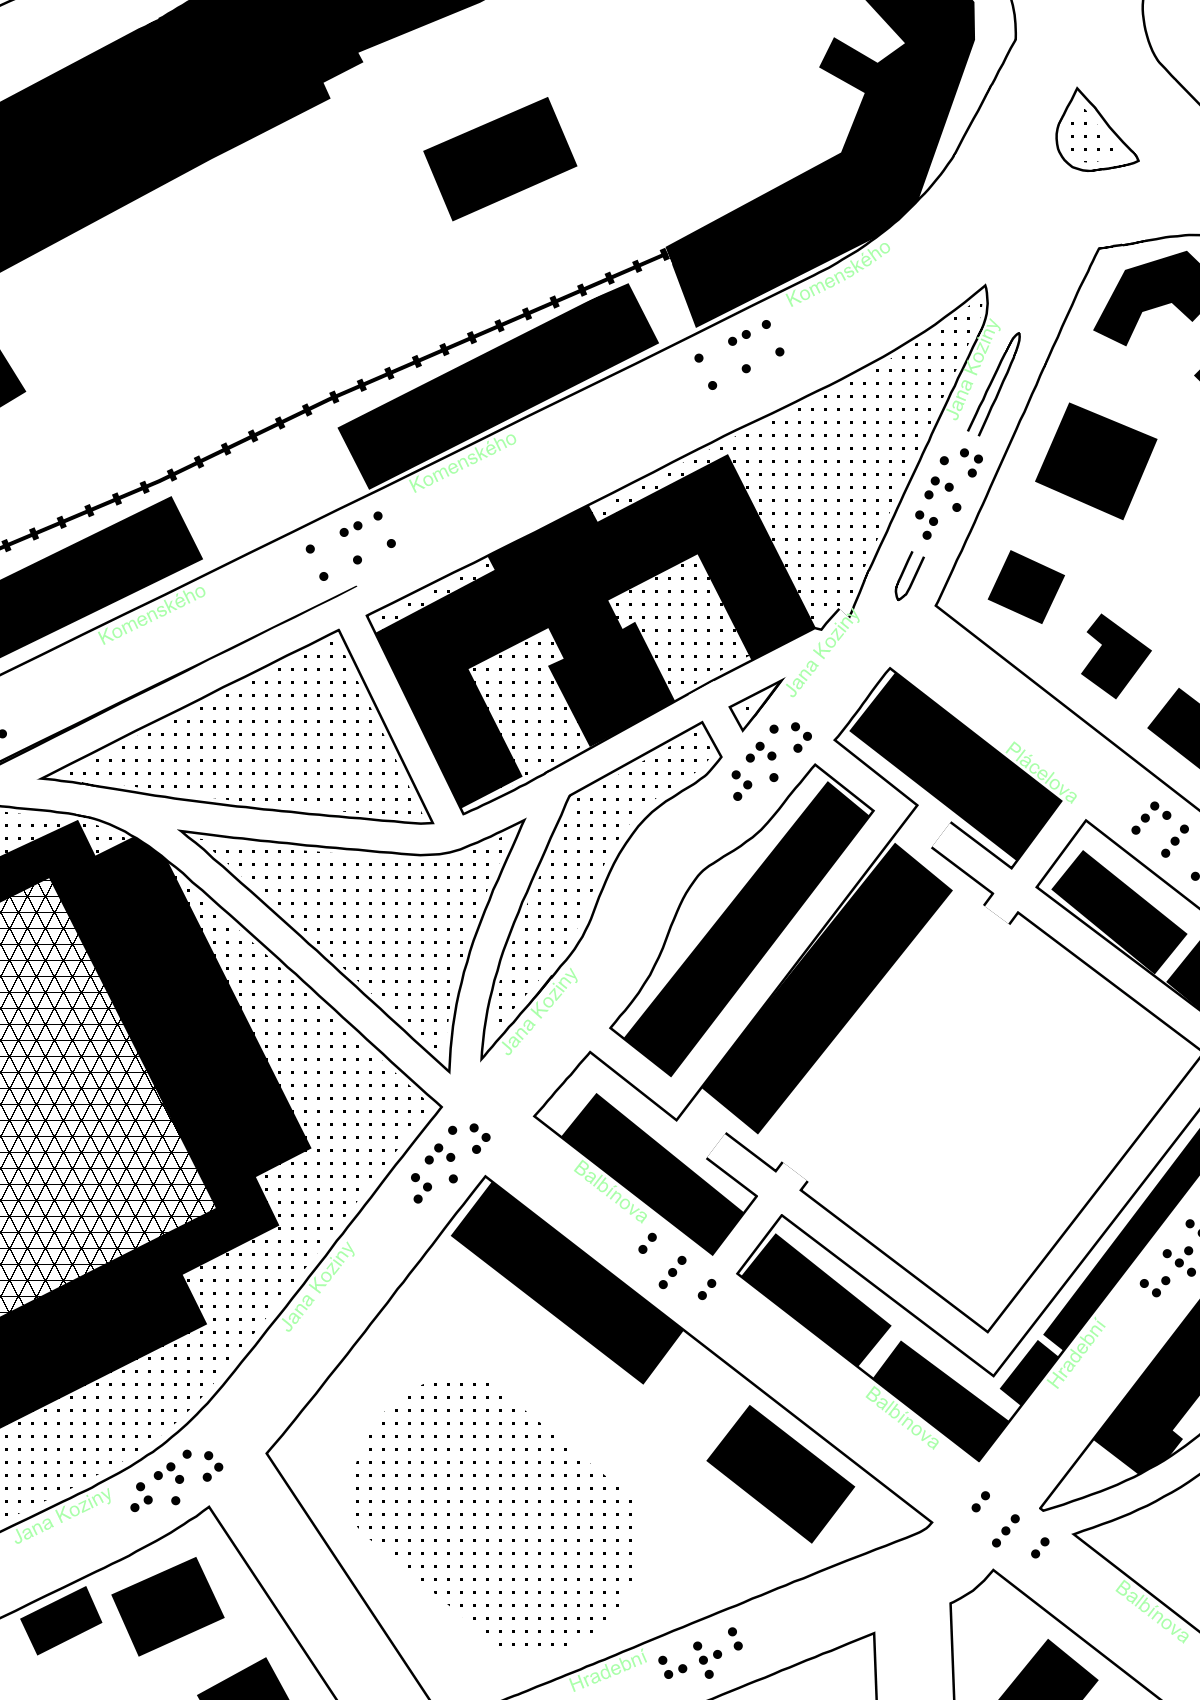 Komenského
Jana Koziny
Komenského
Komenského
Jana Koziny
Plácelova
Jana Koziny
Balbínova
Jana Koziny
Hradební
Balbínova
Jana Koziny
Balbínova
Hradební